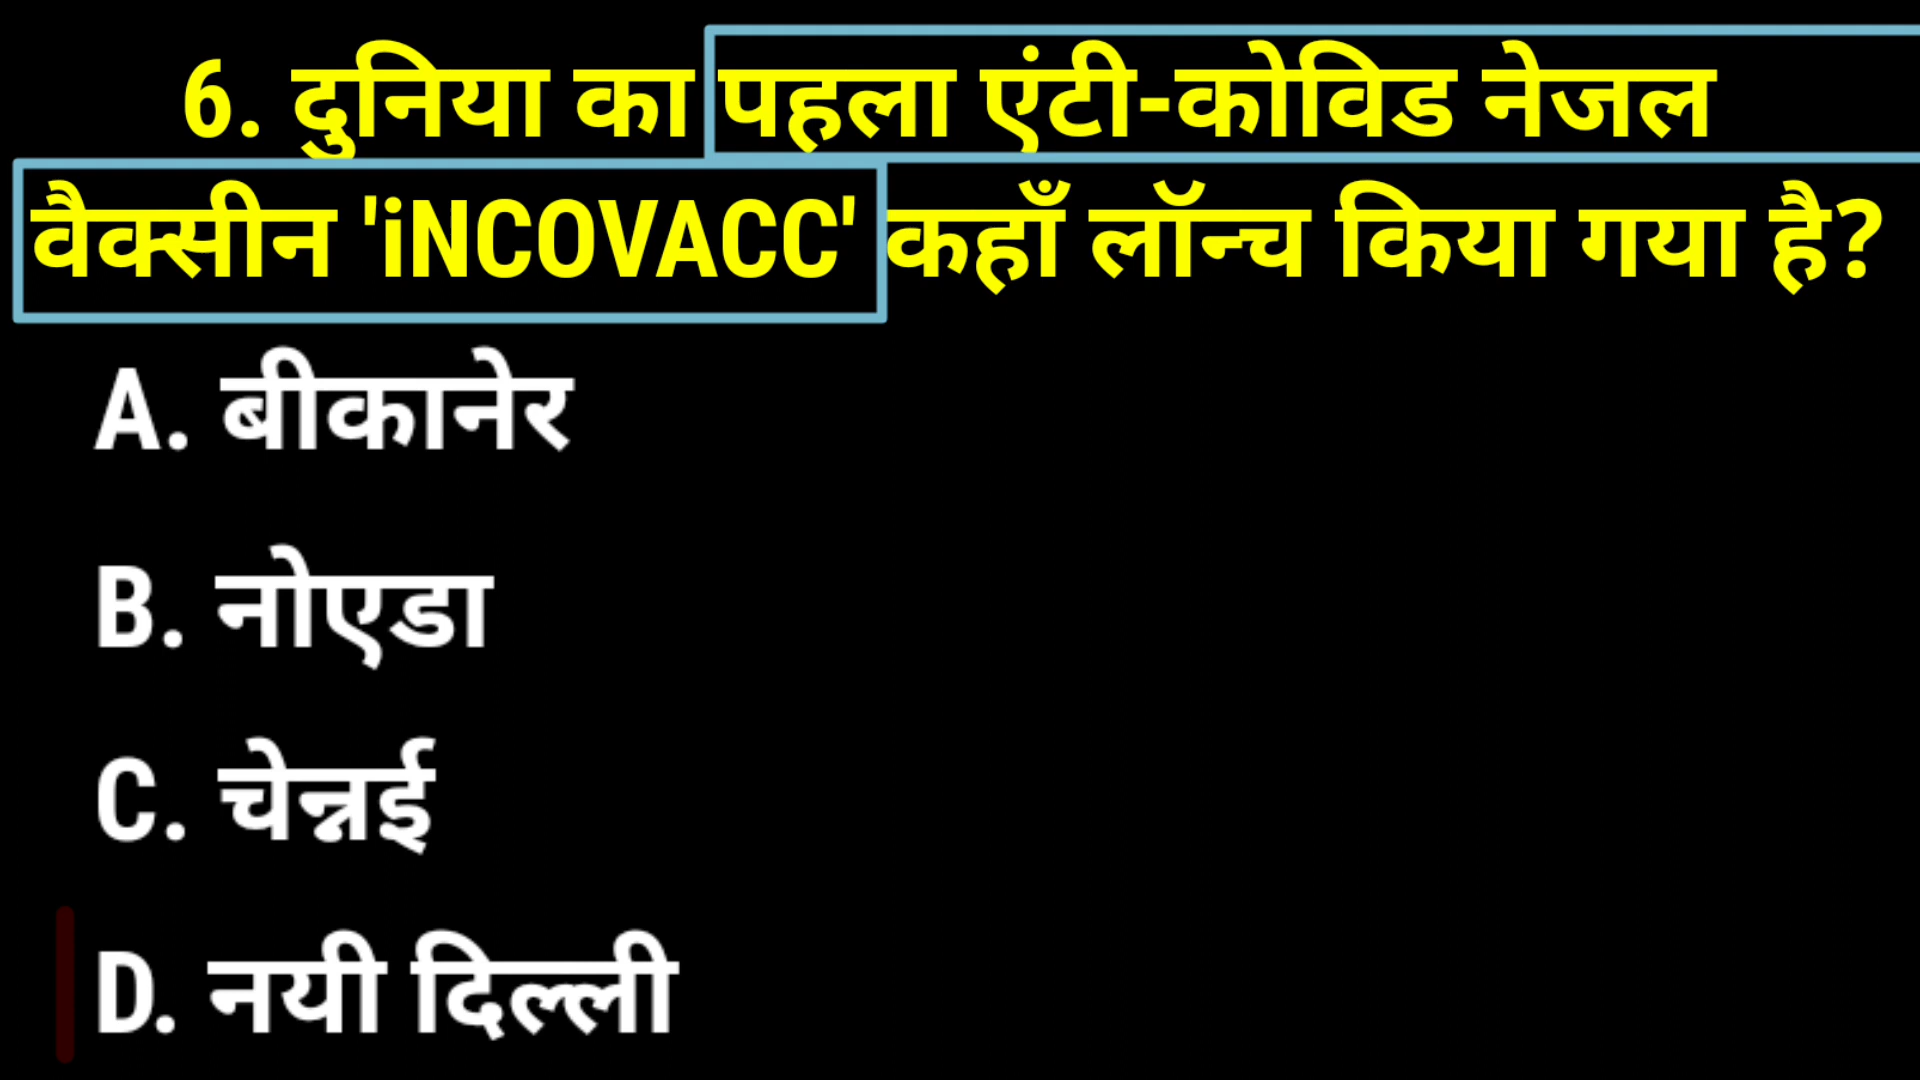 6. दुनिया का पहला एंटी-कोविड नेजल
वैक्सीन 'iNCOVACC' कहाँ लॉन्च किया गया है?
A. बीकानेर
B. नोएडा
C. चेन्नई
D. नयी दिल्ली